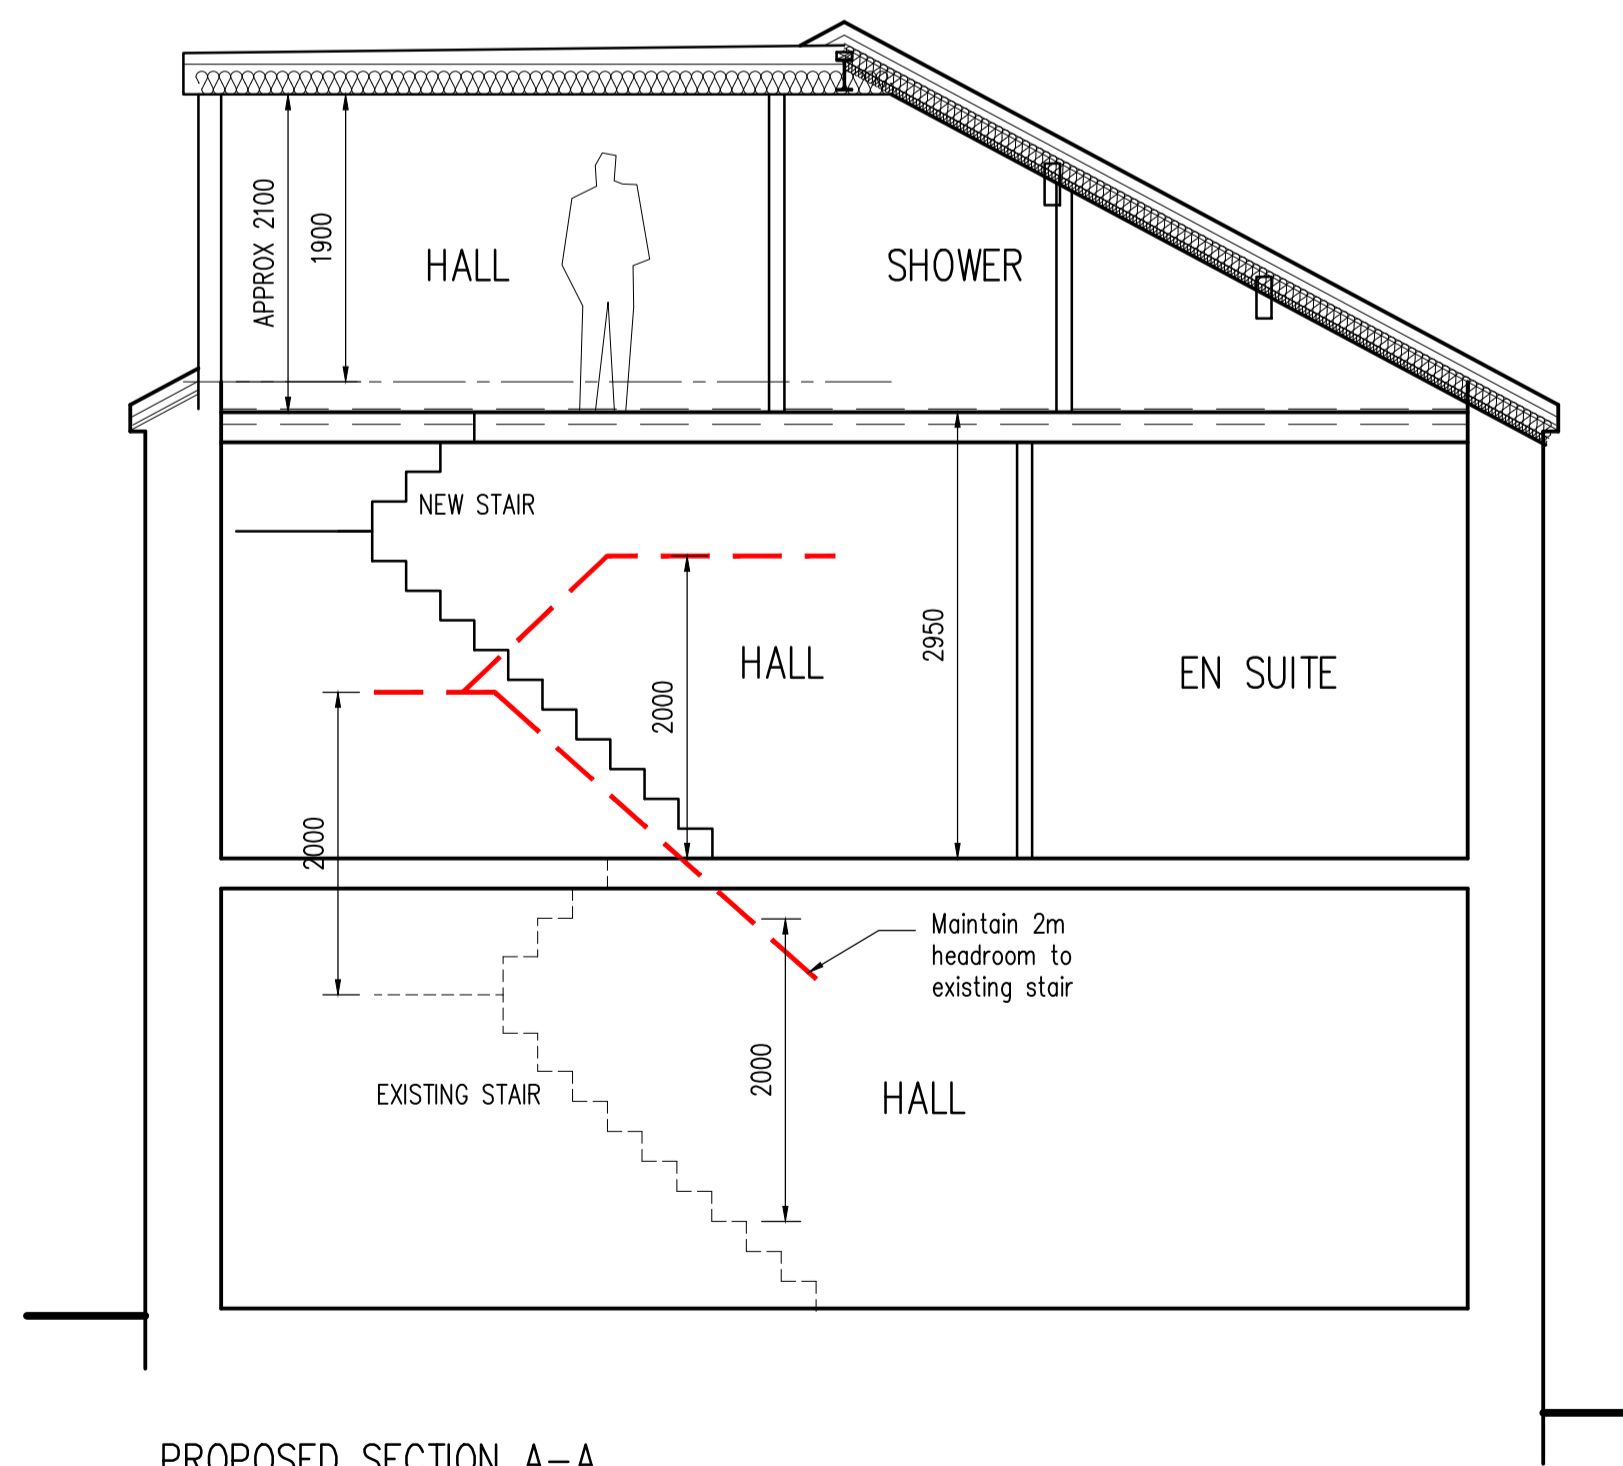 APPROX 2100
1900
HALL
SHOWER
NEW STAIR
2000
HALL
2950
EN SUITE
2000
Maintain 2m
headroom to
existing stair
2000
EXISTING STAIR
HALL
PROPOSED SECTION A-A